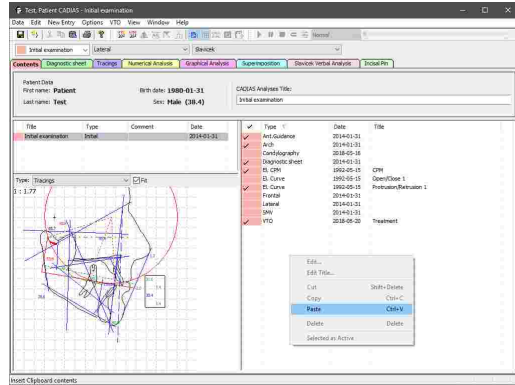 Test, Patient CADIAS - Initial examination
Data Edit New Entry Options VTO View Window Help
Normal
Initial examination Lateral Slavicek
Contents Diagnostic sheet Tracings Numerical Analysis Graphical Analysis Superimposition Slavicek Verbal Analysis Incisal Pin
Patient Data
First name: Patient Birth date: 1980-01-31
Last name: Test Sex: Male (38.4)
CADIAS Analyses Title:
Initial examination
Title Type Comment Date
Initial examination Initial 2014-01-31
Type: Tracings Fit
1 : 1.77
Type Date Title
Ant.Guidance 2014-01-31
Arch 2014-01-31
Condylography 2018-05-16
Diagnostic sheet 2014-01-31
El. CPM 1992-05-15 CPM
El. Curve 1992-05-15 Open/Close 1
El. Curve 1992-05-15 Protrusion/Retrusion 1
Frontal 2014-01-31
Lateral 2014-01-31
SMV 2014-01-31
VTO 2018-06-20 Treatment
Edit...
Edit Title...
Cut Shift+Delete
Copy Ctrl+C
Paste Ctrl+V
Delete Delete
Selected as Active
Insert Clipboard contents